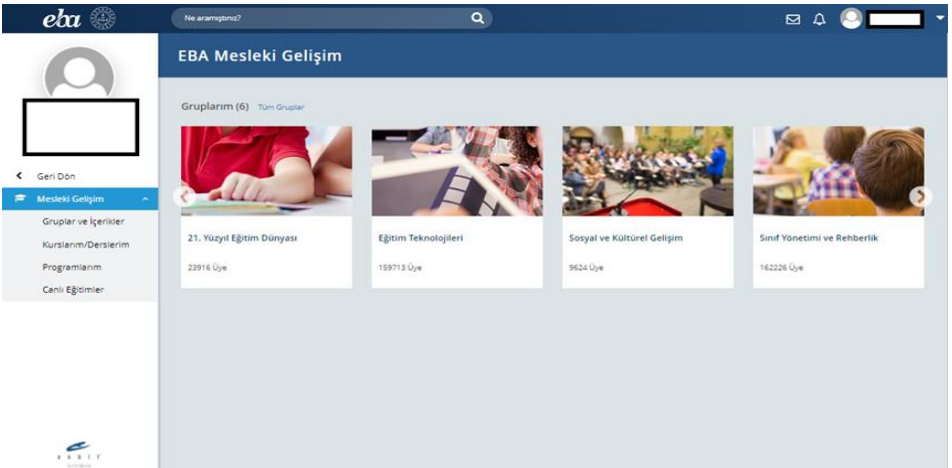 eba
Ne aramıştınız?
EBA Mesleki Gelişim
Gruplarım (6) Tüm Gruplar
Geri Dön
Mesleki Gelişim
Gruplar ve İçerikler
Kurslarım/Derslerim
Programlarım
Canlı Eğitimler
21. Yüzyıl Eğitim Dünyası
23916 Üye
Eğitim Teknolojileri
159713 Üye
Sosyal ve Kültürel Gelişim
9624 Üye
Sınıf Yönetimi ve Rehberlik
162226 Üye